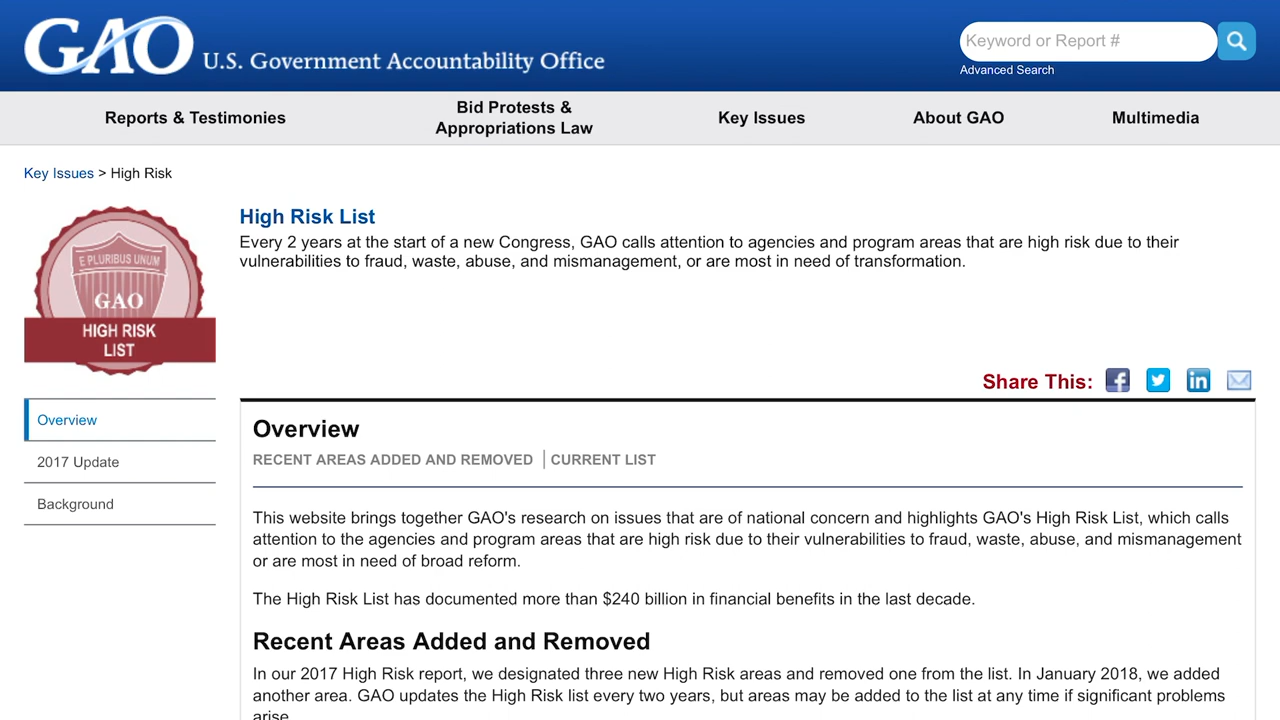 GAO U.S. Government Accountability Office
Keyword or Report #
Advanced Search
Reports & Testimonies
Bid Protests &
Appropriations Law
Key Issues
About GAO
Multimedia
Key Issues > High Risk
E PLURIBUS UNUM
GAO
HIGH RISK
LIST
High Risk List
Every 2 years at the start of a new Congress, GAO calls attention to agencies and program areas that are high risk due to their
vulnerabilities to fraud, waste, abuse, and mismanagement, or are most in need of transformation.
Share This:
Overview
2017 Update
Background
Overview
RECENT AREAS ADDED AND REMOVED | CURRENT LIST
This website brings together GAO's research on issues that are of national concern and highlights GAO's High Risk List, which calls
attention to the agencies and program areas that are high risk due to their vulnerabilities to fraud, waste, abuse, and mismanagement
or are most in need of broad reform.
The High Risk List has documented more than $240 billion in financial benefits in the last decade.
Recent Areas Added and Removed
In our 2017 High Risk report, we designated three new High Risk areas and removed one from the list. In January 2018, we added
another area. GAO updates the High Risk list every two years, but areas may be added to the list at any time if significant problems
arise.